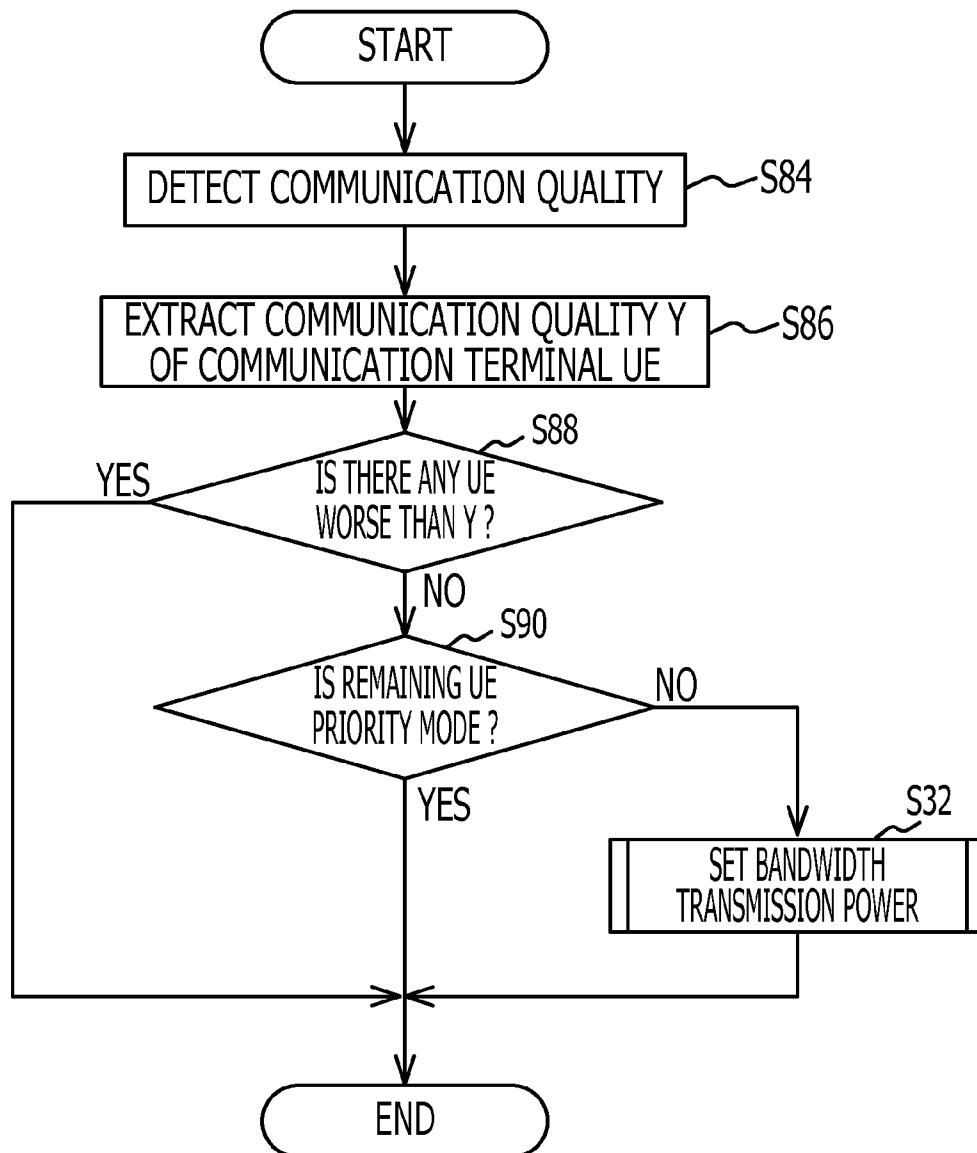 START
DETECT COMMUNICATION QUALITY
S84
EXTRACT COMMUNICATION QUALITY Y
OF COMMUNICATION TERMINAL UE
S86
S88
YES
IS THERE ANY UE
WORSE THAN Y ?
NO
S90
IS REMAINING UE
PRIORITY MODE ?
NO
YES
S32
SET BANDWIDTH
TRANSMISSION POWER
END